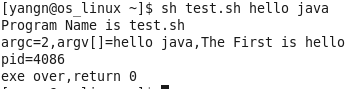 [yangn@os_linux ~]$ sh test.sh hello java
Program Name is test.sh
argc=2,argv[]=hello java,The First is hello
pid=4086
exe over,return 0